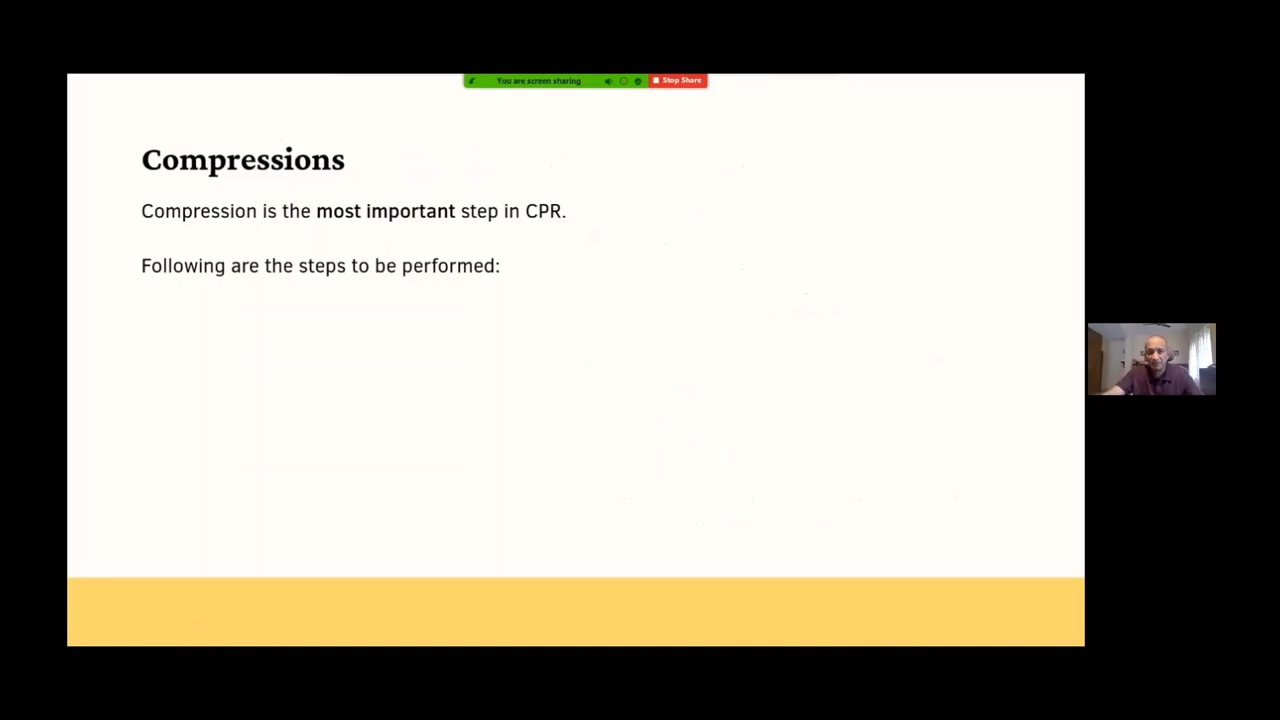 You are screen sharing
Stop Share
Compressions
Compression is the most important step in CPR.
Following are the steps to be performed: